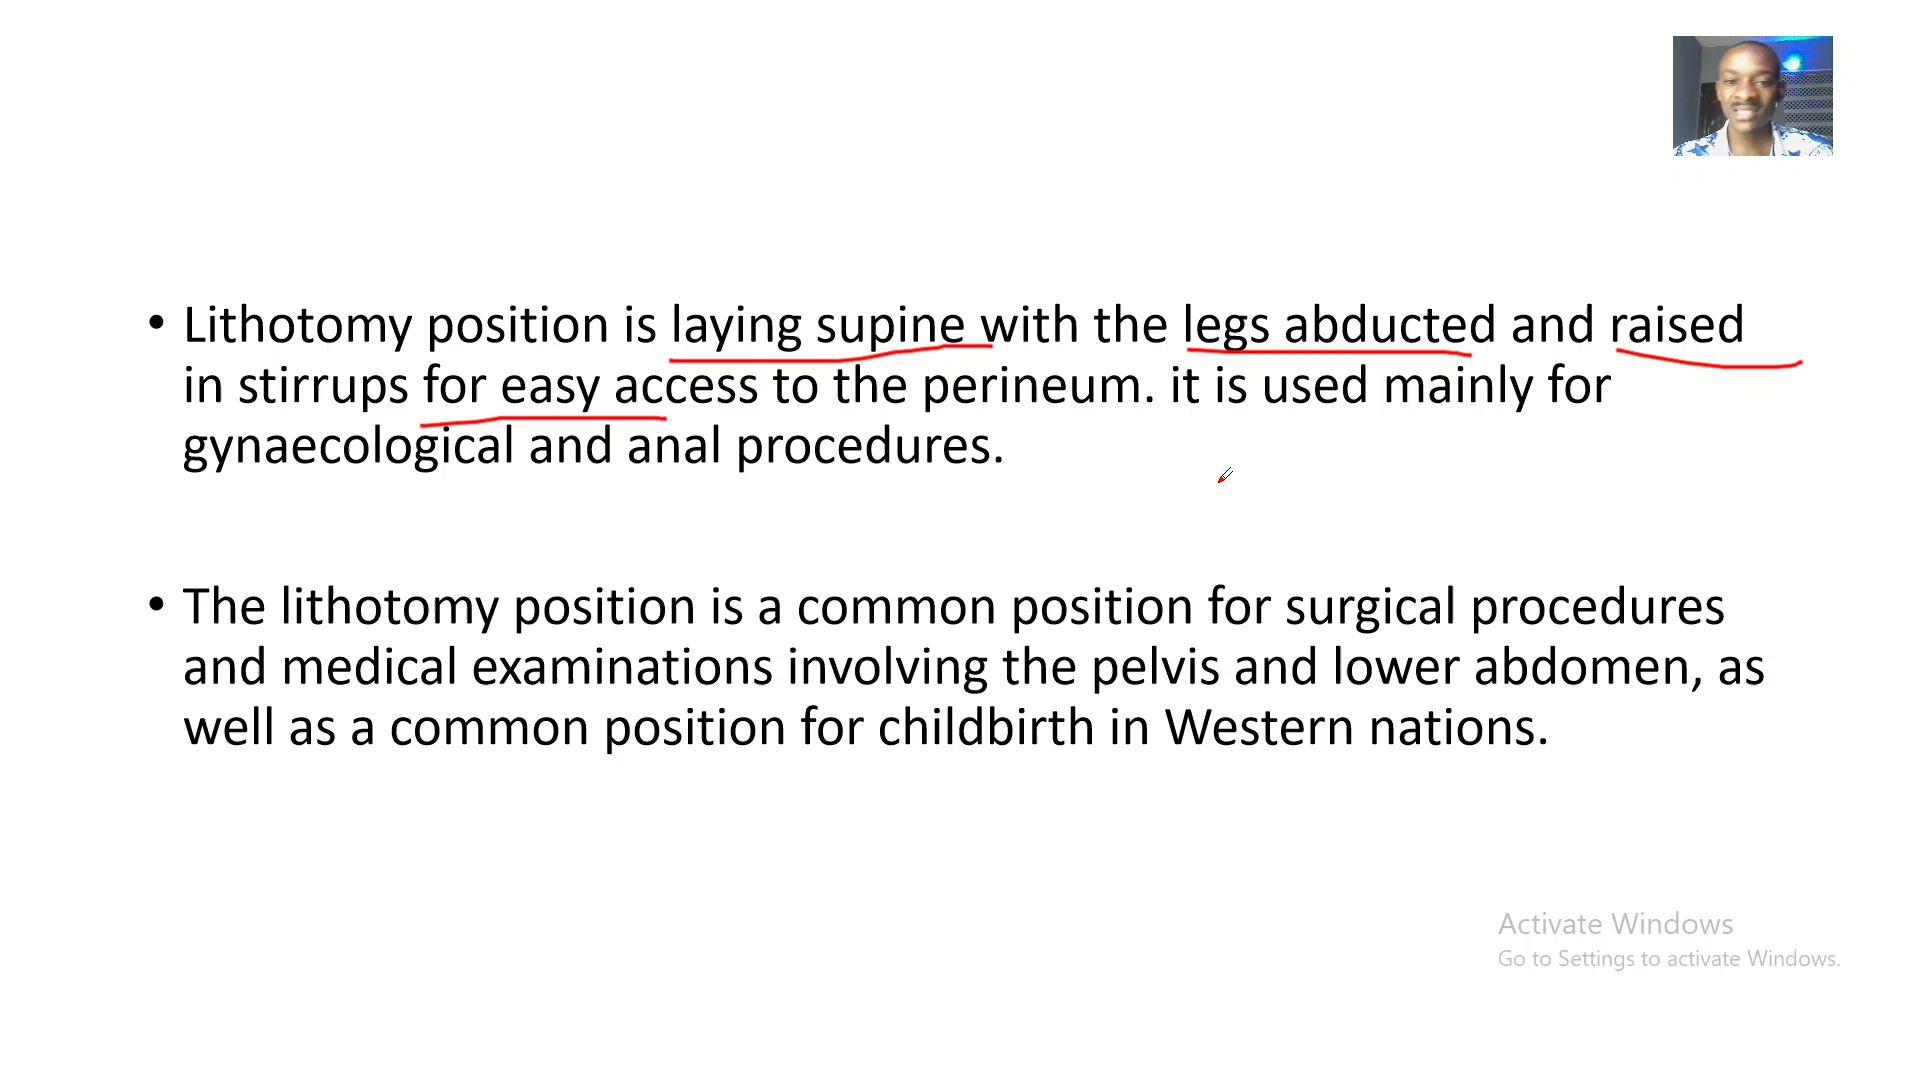 • Lithotomy position is laying supine with the legs abducted and raised
in stirrups for easy access to the perineum. it is used mainly for
gynaecological and anal procedures.
• The lithotomy position is a common position for surgical procedures
and medical examinations involving the pelvis and lower abdomen, as
well as a common position for childbirth in Western nations.
Activate Windows
Go to Settings to activate Windows.